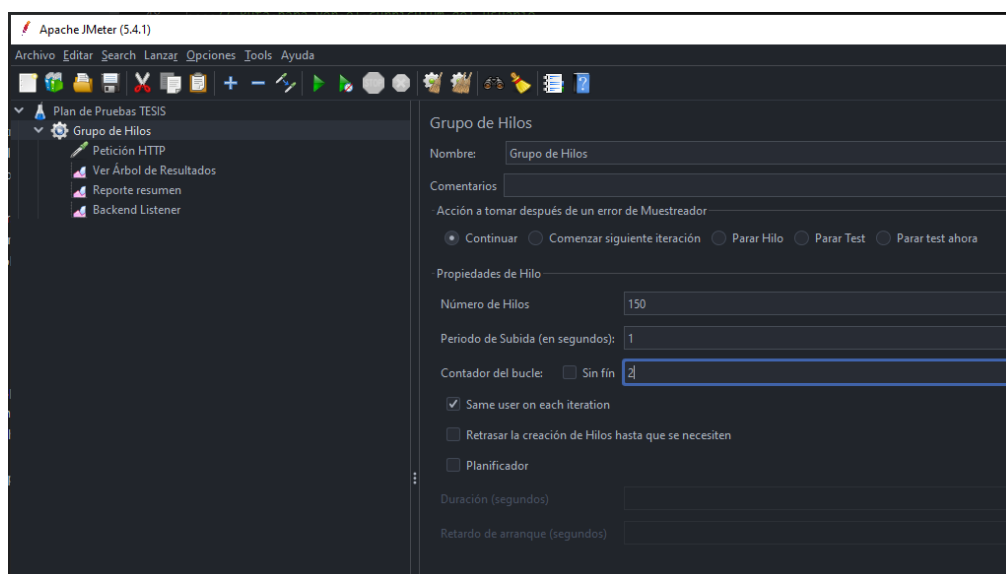 Apache JMeter (5.4.1)
Archivo Editar Search Lanzar Opciones Tools Ayuda
Plan de Pruebas TESIS
Grupo de Hilos
Petición HTTP
Ver Árbol de Resultados
Reporte resumen
Backend Listener
Grupo de Hilos
Nombre: Grupo de Hilos
Comentarios
Acción a tomar después de un error de Muestreador
Continuar Comenzar siguiente iteración Parar Hilo Parar Test Parar test ahora
Propiedades de Hilo
Número de Hilos 150
Periodo de Subida (en segundos): 1
Contador del bucle: Sin fín 2
Same user on each iteration
Retrasar la creación de Hilos hasta que se necesiten
Planificador
Duración (segundos)
Retardo de arranque (segundos)